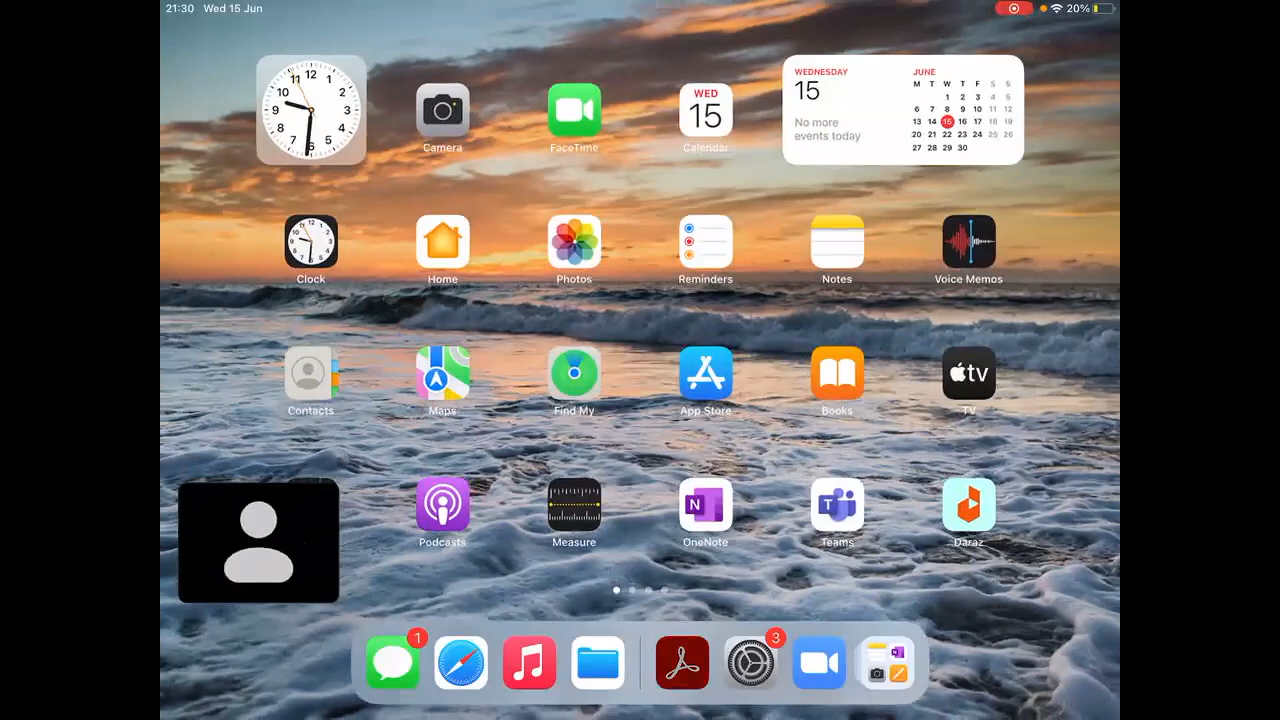 21:30 Wed 15 Jun
20%
11 12 1
10 2
9 3
8 4
7 6 5
Camera
FaceTime
WED
15
Calendar
WEDNESDAY
15
No more
events today
JUNE
M T W T F S S
1 2 3 4 5
6 7 8 9 10 11 12
13 14 15 16 17 18 19
20 21 22 23 24 25 26
27 28 29 30
Clock
Home
Photos
Reminders
Notes
Voice Memos
Contacts
Maps
Find My
App Store
Books
tv
TV
Podcasts
Measure
N
OneNote
T
Teams
Daraz
1
3